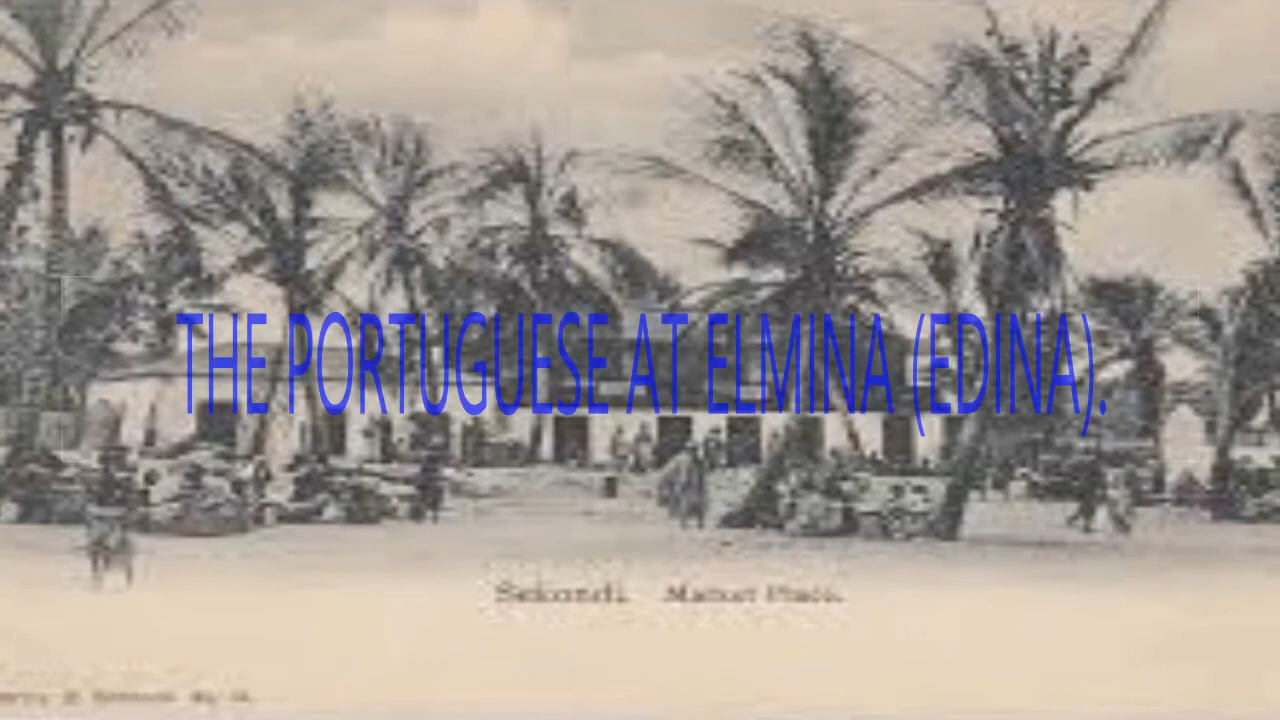 THE PORTUGUESE AT ELMINA (EDINA).
Sekondi. Market Place.